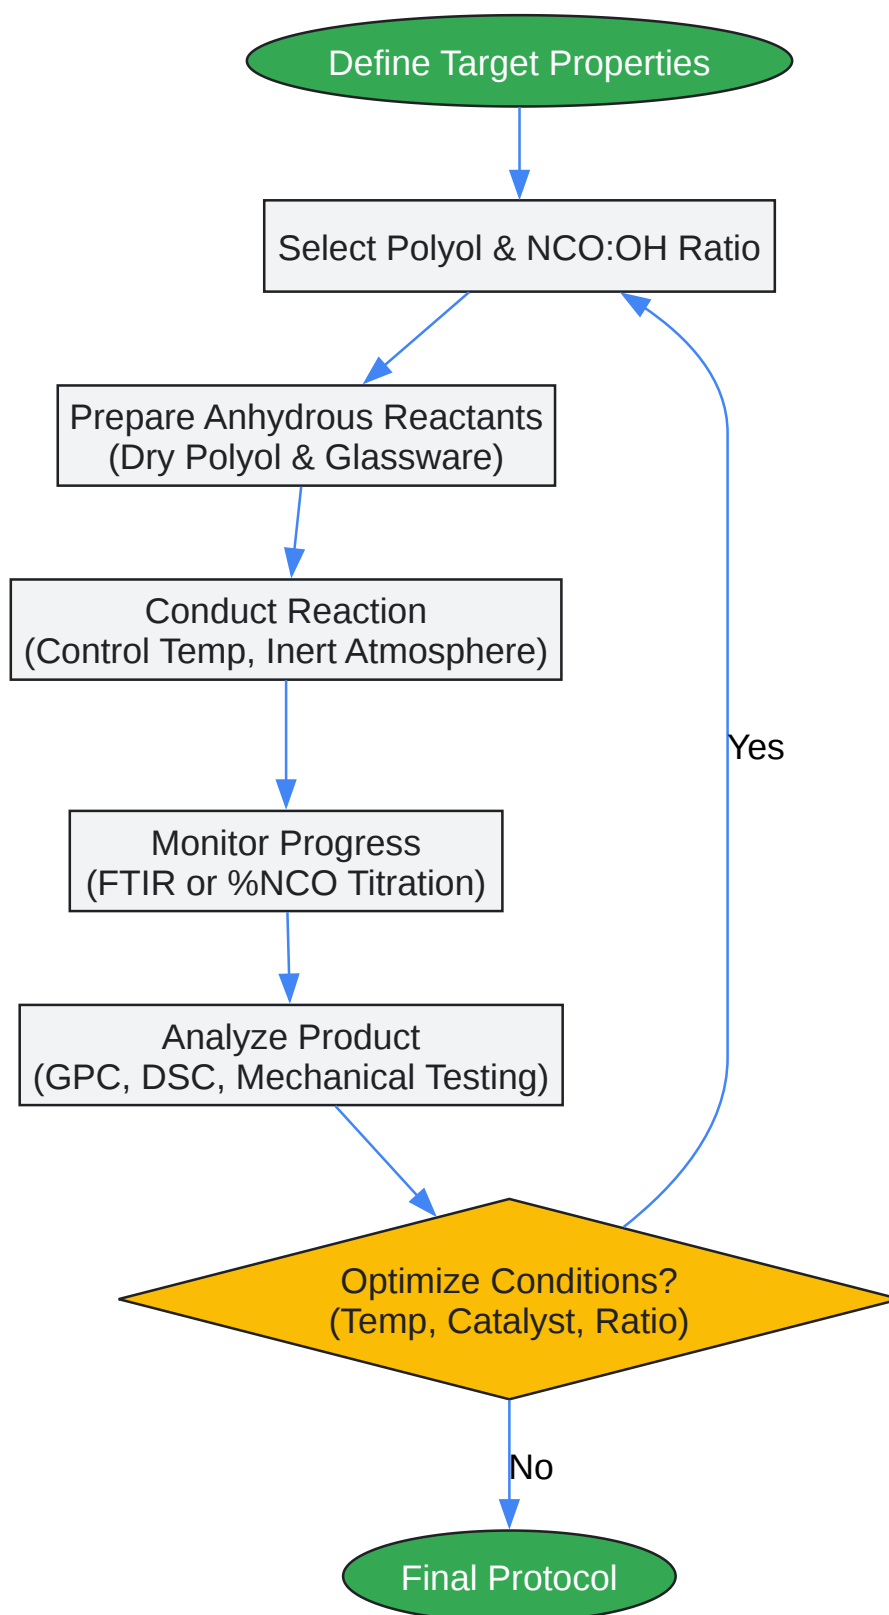 Define Target Properties
Select Polyol & NCO:OH Ratio
Prepare Anhydrous Reactants
(Dry Polyol & Glassware)
Conduct Reaction
(Control Temp, Inert Atmosphere)
Yes
Monitor Progress
(FTIR or %NCO Titration)
Analyze Product
(GPC, DSC, Mechanical Testing)
Optimize Conditions?
(Temp, Catalyst, Ratio)
No
Final Protocol